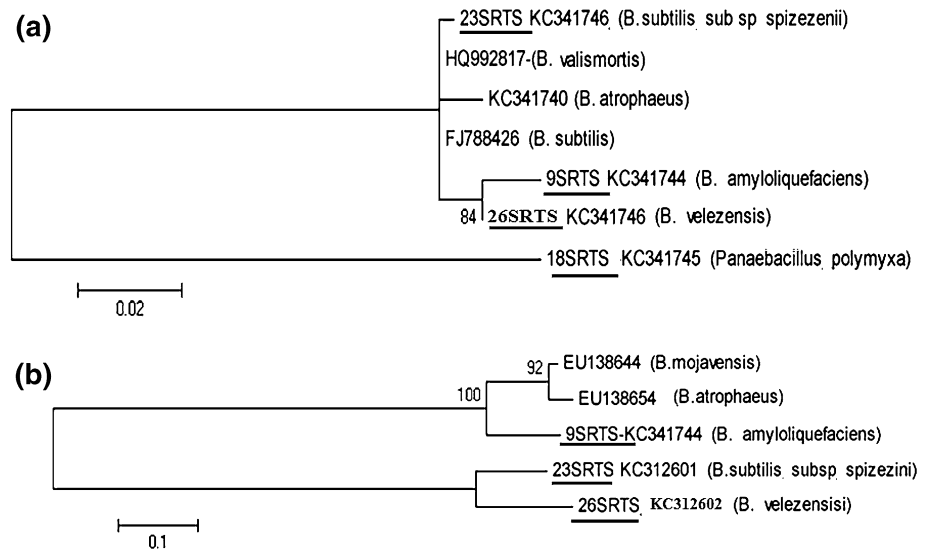 (a)
23SRTS KC341746 (B.subtilis sub sp spizezenii)
HQ992817-(B. valismortis)
KC341740 (B. atrophaeus)
FJ788426 (B. subtilis)
9SRTS KC341744 (B. amyloliquefaciens)
84 26SRTS KC341746 (B. velezensis)
18SRTS KC341745 (Panaebacillus polymyxa)
0.02
(b)
92 EU138644 (B.mojavensis)
100 EU138654 (B.atrophaeus)
9SRTS-KC341744 (B. amyloliquefaciens)
23SRTS KC312601 (B.subtilis subsp spizezini)
26SRTS KC312602 (B. velezensisi)
0.1